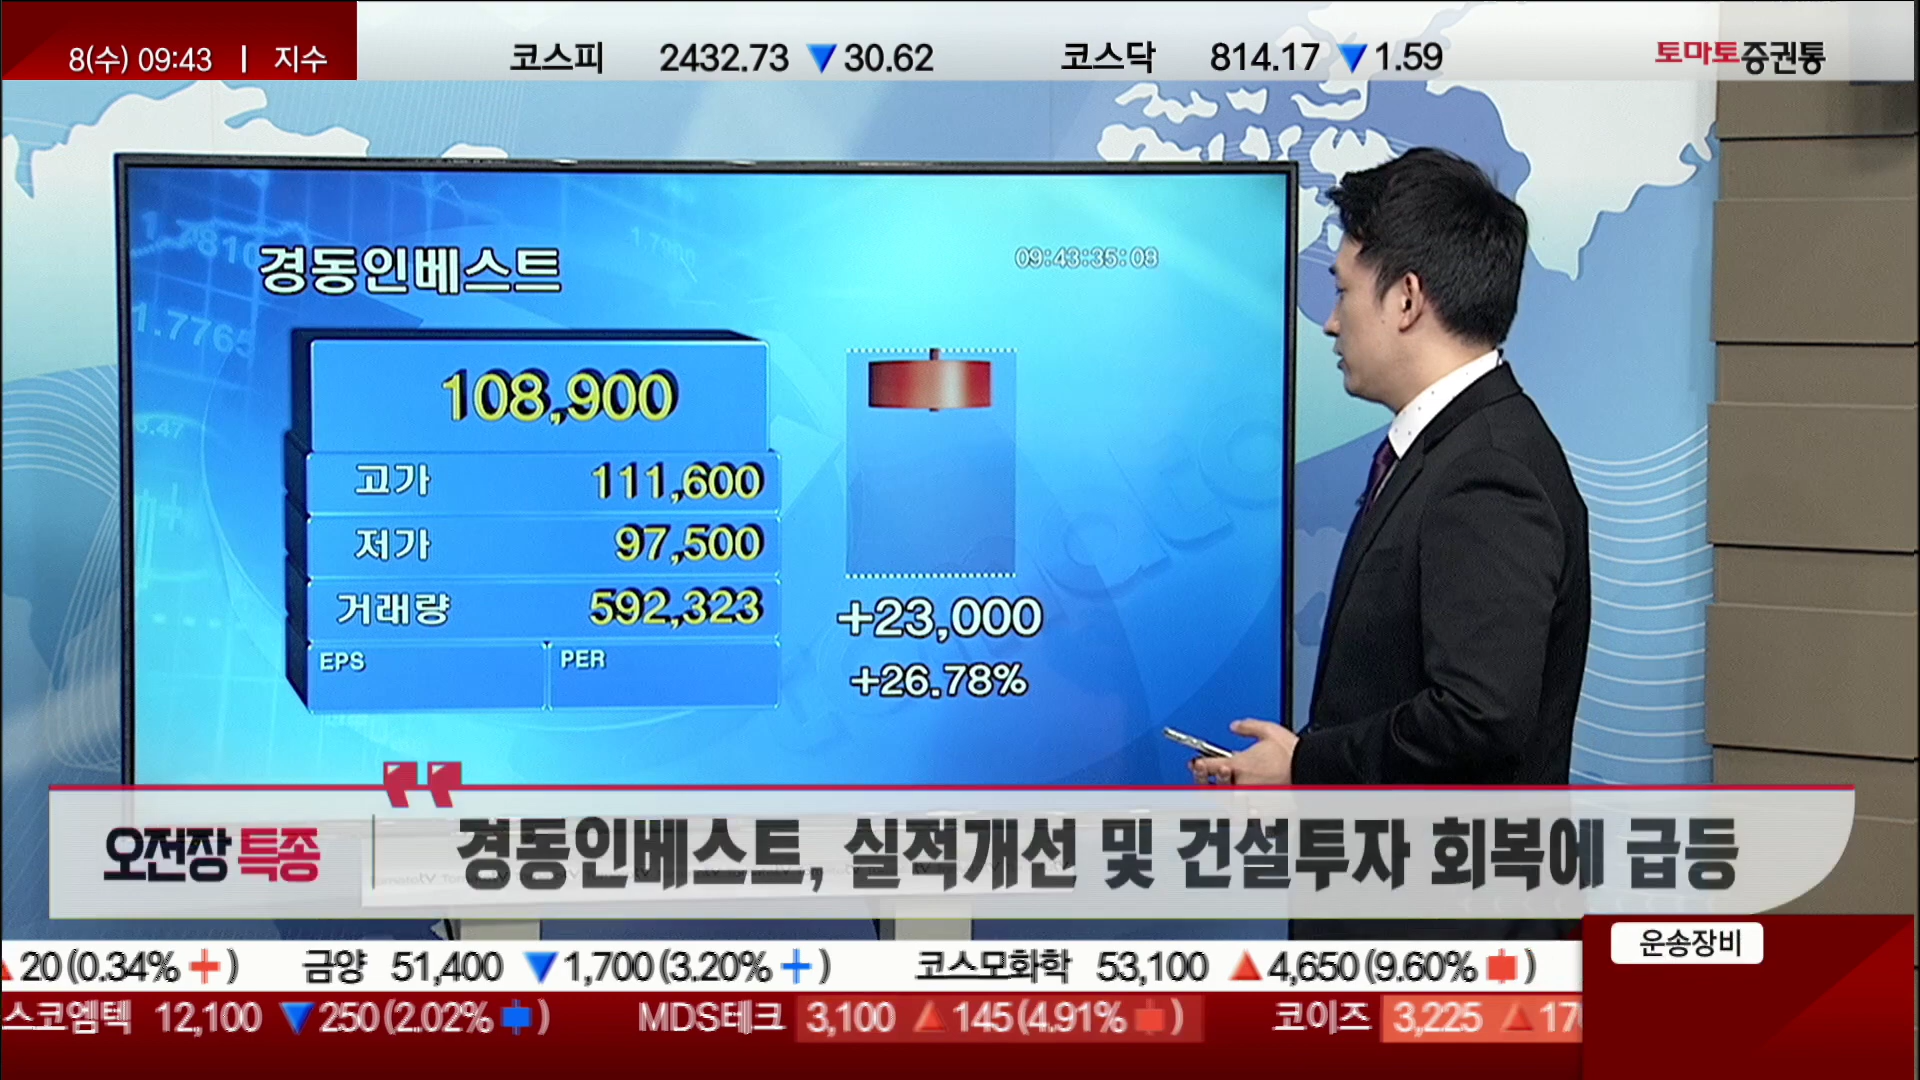 8(수) 09:43 | 지수 코스피 2432.73 ▼30.62 코스닥 814.17 ▼1.59 토마토증권통
경동인베스트 09:43:35:08
108,900
고가 111,600
저가 97,500
거래량 592,323
EPS PER
+23,000
+26.78%
오전장 특종 경동인베스트, 실적개선 및 건설투자 회복에 급등
운송장비
▲20(0.34% +) 금양 51,400 ▼1,700(3.20% +) 코스모화학 53,100 ▲4,650(9.60% )
스코엠텍 12,100 ▼250(2.02% ) MDS테크 3,100 ▲145(4.91% ) 코이즈 3,225 ▲17